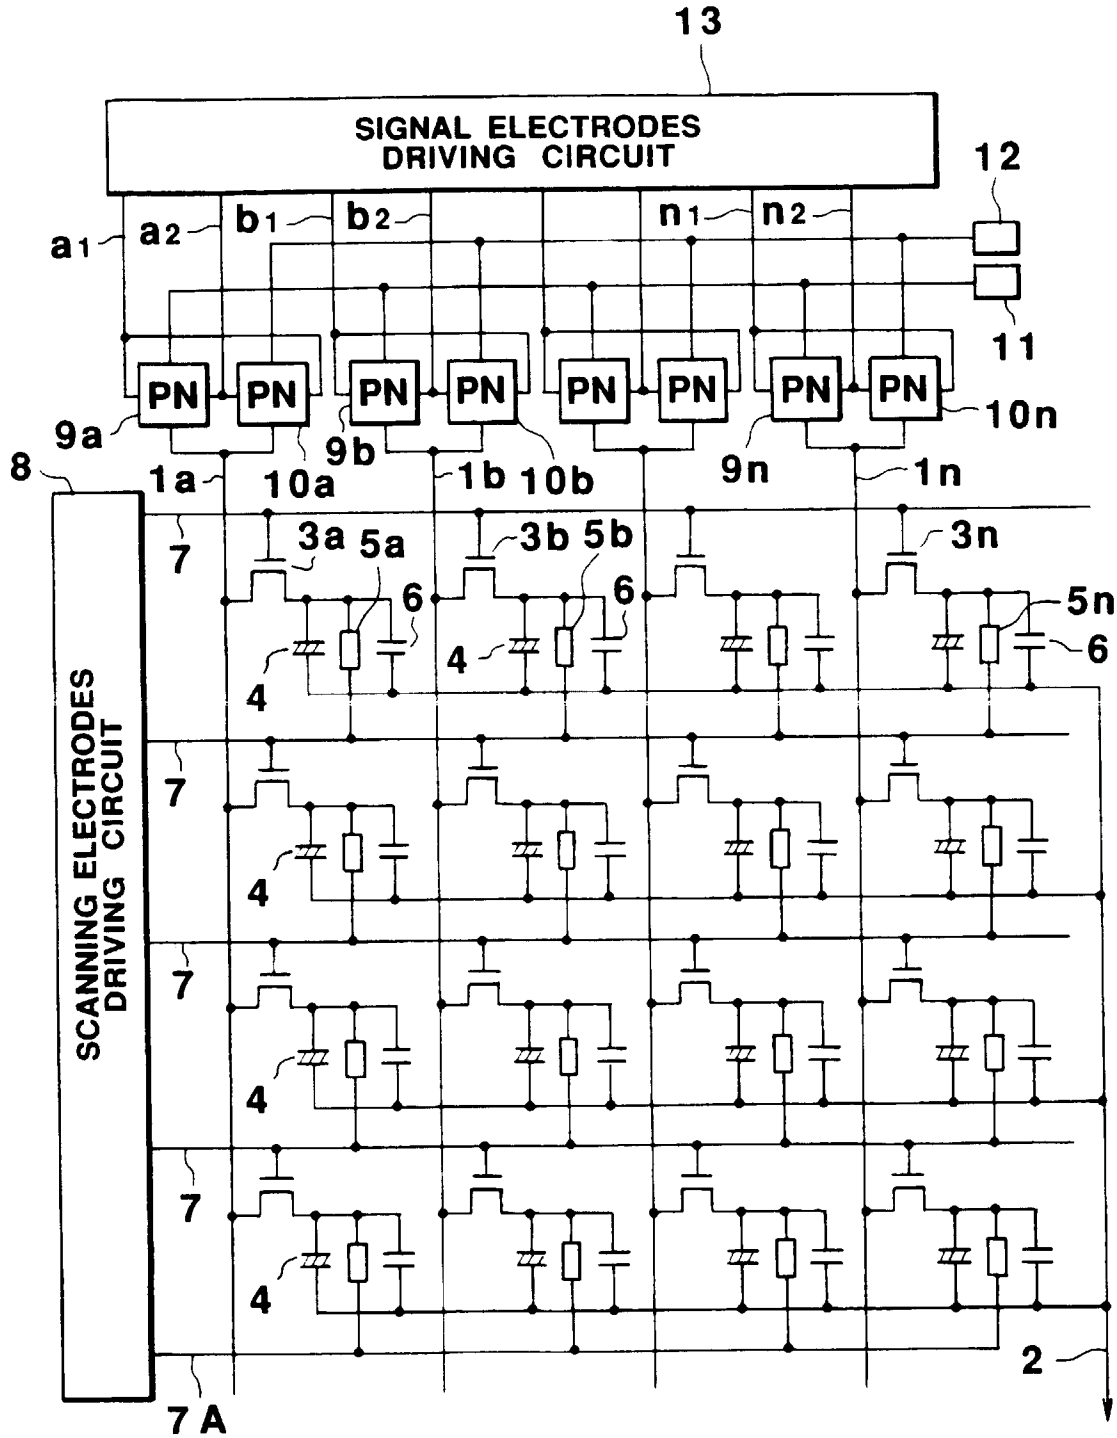 13
SIGNAL ELECTRODES
DRIVING CIRCUIT
12
a1
a2
b1
b2
n1
n2
11
PN
PN
PN
PN
PN
PN
PN
PN
9a
10a
9b
10b
9n
10n
8
1a
1b
1n
7
3a
5a
6
3b
5b
6
3n
5n
6
4
4
SCANNING ELECTRODES
DRIVING CIRCUIT
7
4
7
4
7
4
2
7A